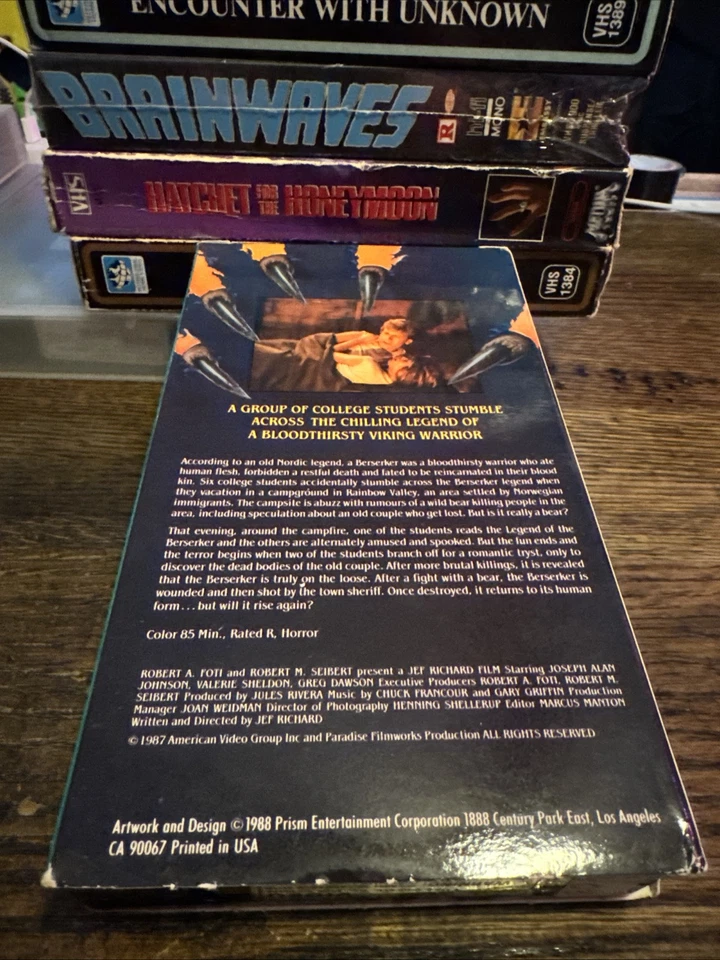 ENCOUNTER WITH UNKNOWN
VHS
1389
BRAINWAVES
R
MONO
VHS
HATCHET FOR THE HONEYMOON
VHS
1384
A GROUP OF COLLEGE STUDENTS STUMBLE
ACROSS THE CHILLING LEGEND OF
A BLOODTHIRSTY VIKING WARRIOR
According to an old Nordic legend, a Berserker was a bloodthirsty warrior who ate
human flesh, forbidden a restful death and fated to be reincarnated in their blood
kin. Six college students accidentally stumble across the Berserker legend when
they vacation in a campground in Rainbow Valley, an area settled by Norwegian
immigrants. The campsite is abuzz with rumours of a wild bear killing people in the
area, including speculation about an old couple who get lost. But is it really a bear?
That evening, around the campfire, one of the students reads the Legend of the
Berserker and the others are alternately amused and spooked. But the fun ends and
the terror begins when two of the students branch off for a romantic tryst, only to
discover the dead bodies of the old couple. After more brutal killings, it is revealed
that the Berserker is truly on the loose. After a fight with a bear, the Berserker is
wounded and then shot by the town sheriff. Once destroyed, it returns to its human
form . . . but will it rise again?
Color 85 Min., Rated R, Horror
ROBERT A. FOTI and ROBERT M. SEIBERT present a JEF RICHARD FILM Starring JOSEPH ALAN
JOHNSON, VALERIE SHELDON, GREG DAWSON Executive Producers ROBERT A. FOTI, ROBERT M.
SEIBERT Produced by JULES RIVERA Music by CHUCK FRANCOUR and GARY GRIFFIN Production
Manager JOAN WEIDMAN Director of Photography HENNING SHELLERUP Editor MARCUS MANTON
Written and Directed by JEF RICHARD
© 1987 American Video Group Inc and Paradise Filmworks Production ALL RIGHTS RESERVED
Artwork and Design © 1988 Prism Entertainment Corporation 1888 Century Park East, Los Angeles
CA 90067 Printed in USA